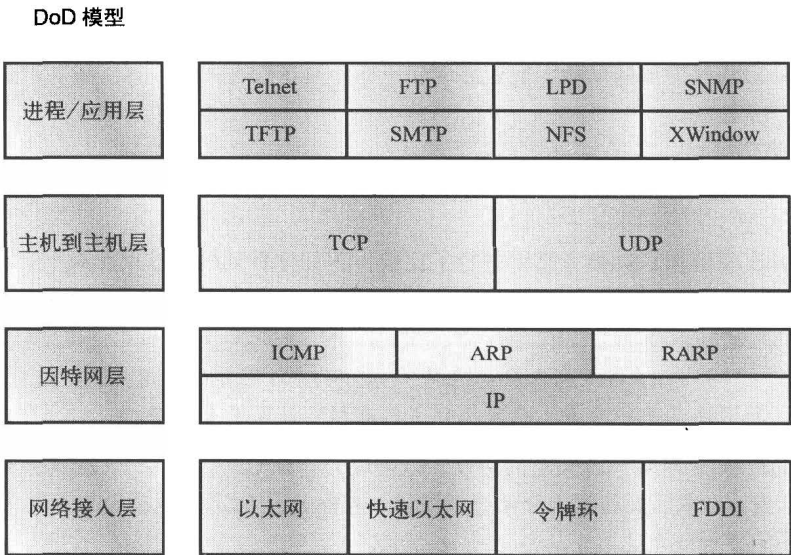 DoD 模型
进程/应用层
Telnet FTP LPD SNMP
TFTP SMTP NFS XWindow
主机到主机层
TCP UDP
因特网层
ICMP ARP RARP
IP
网络接入层
以太网 快速以太网 令牌环 FDDI